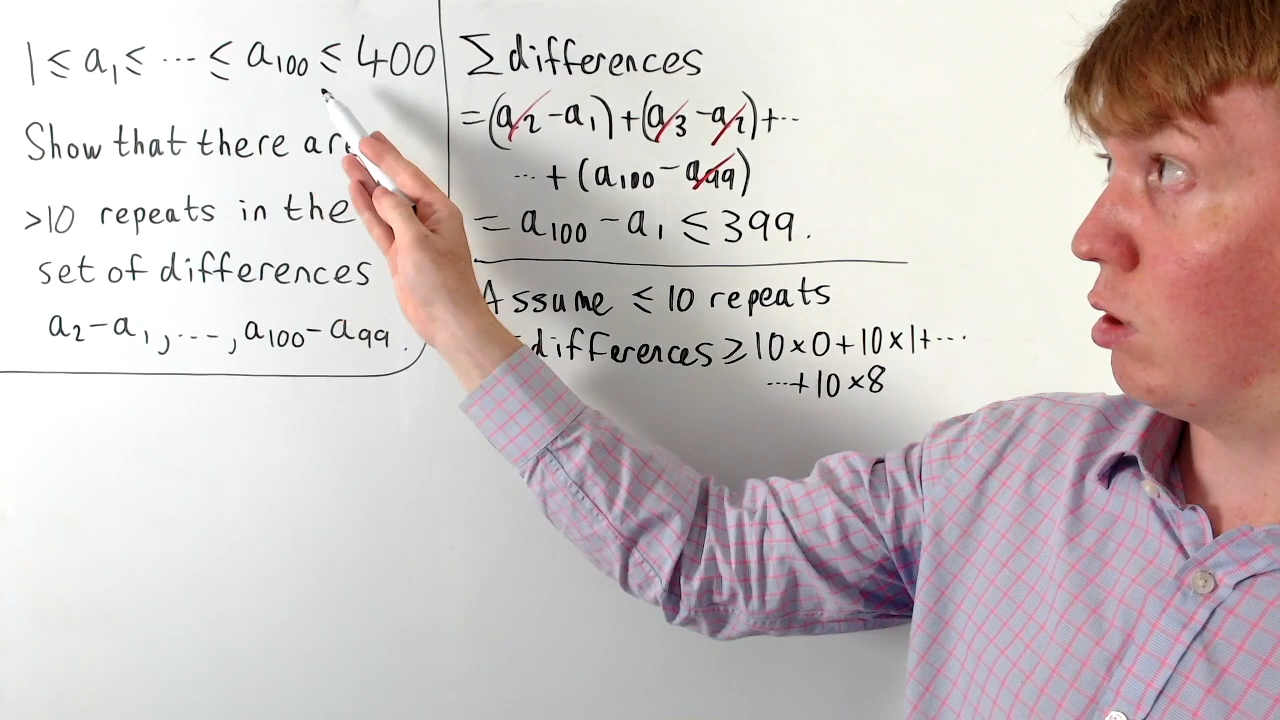 1 ≤ a₁ ≤ ... ≤ a₁₀₀ ≤ 400
Show that there ar
>10 repeats in the
set of differences
a₂-a₁,...,a₁₀₀-a₉₉.
∑differences
=(a₂-a₁)+(a₃-a₂)+...
...+(a₁₀₀-a₉₉)
= a₁₀₀-a₁ ≤ 399.
Assume ≤ 10 repeats
differences ≥ 10×0+10×1+...
...+10×8